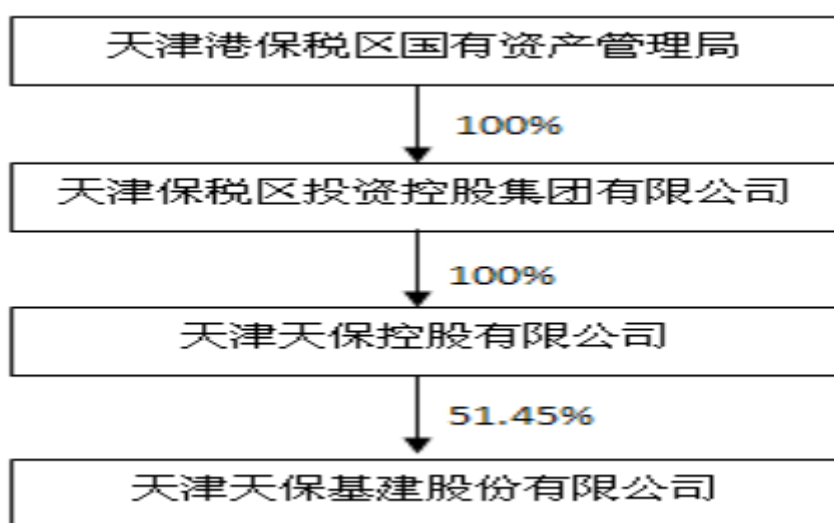 天津港保税区国有资产管理局
100%
天津保税区投资控股集团有限公司
100%
天津天保控股有限公司
51.45%
天津天保基建股份有限公司